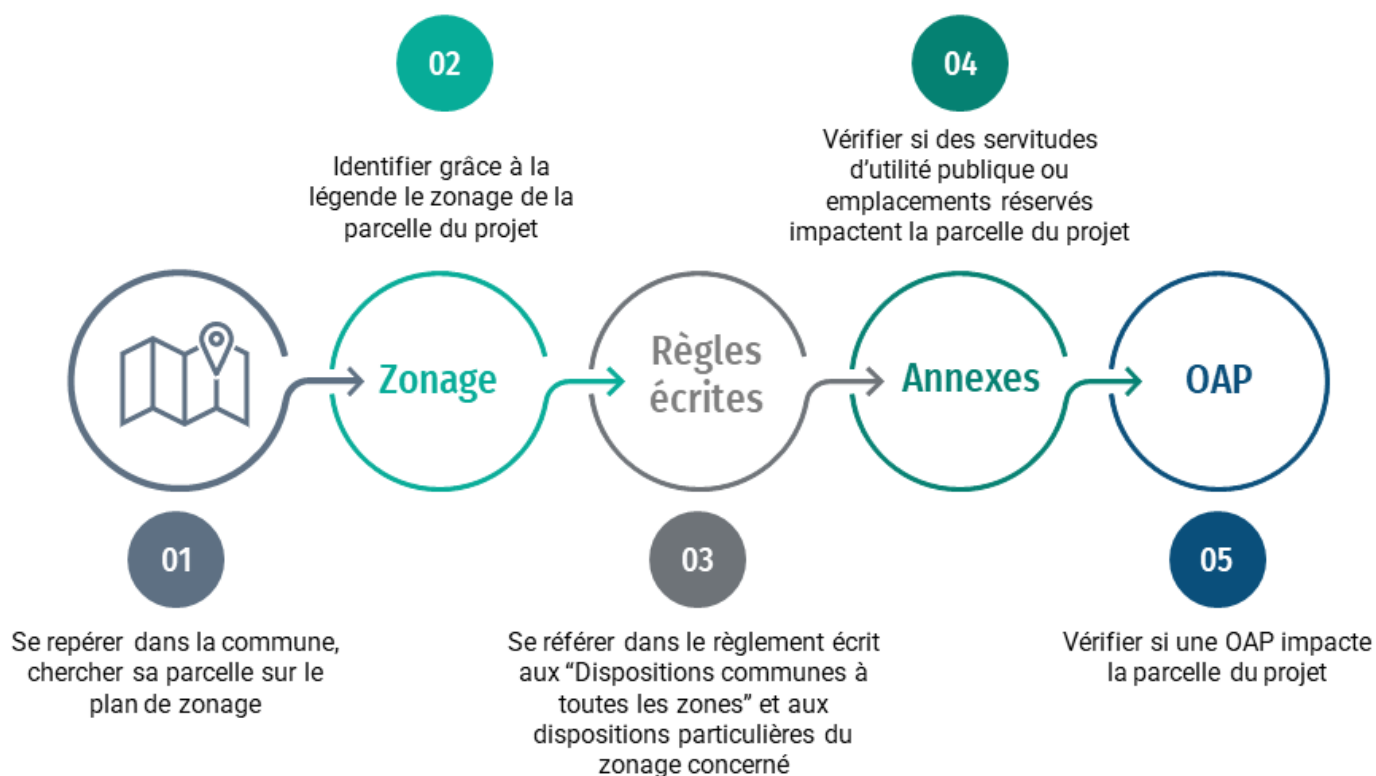 02
04
Identifier grâce à la
légende le zonage de la
parcelle du projet
Vérifier si des servitudes
d'utilité publique ou
emplacements réservés
impactent la parcelle du projet
Zonage
Règles
écrites
Annexes
OAP
01
03
05
Se repérer dans la commune,
chercher sa parcelle sur le
plan de zonage
Se référer dans le règlement écrit
aux “Dispositions communes à
toutes les zones” et aux
dispositions particulières du
zonage concerné
Vérifier si une OAP impacte
la parcelle du projet